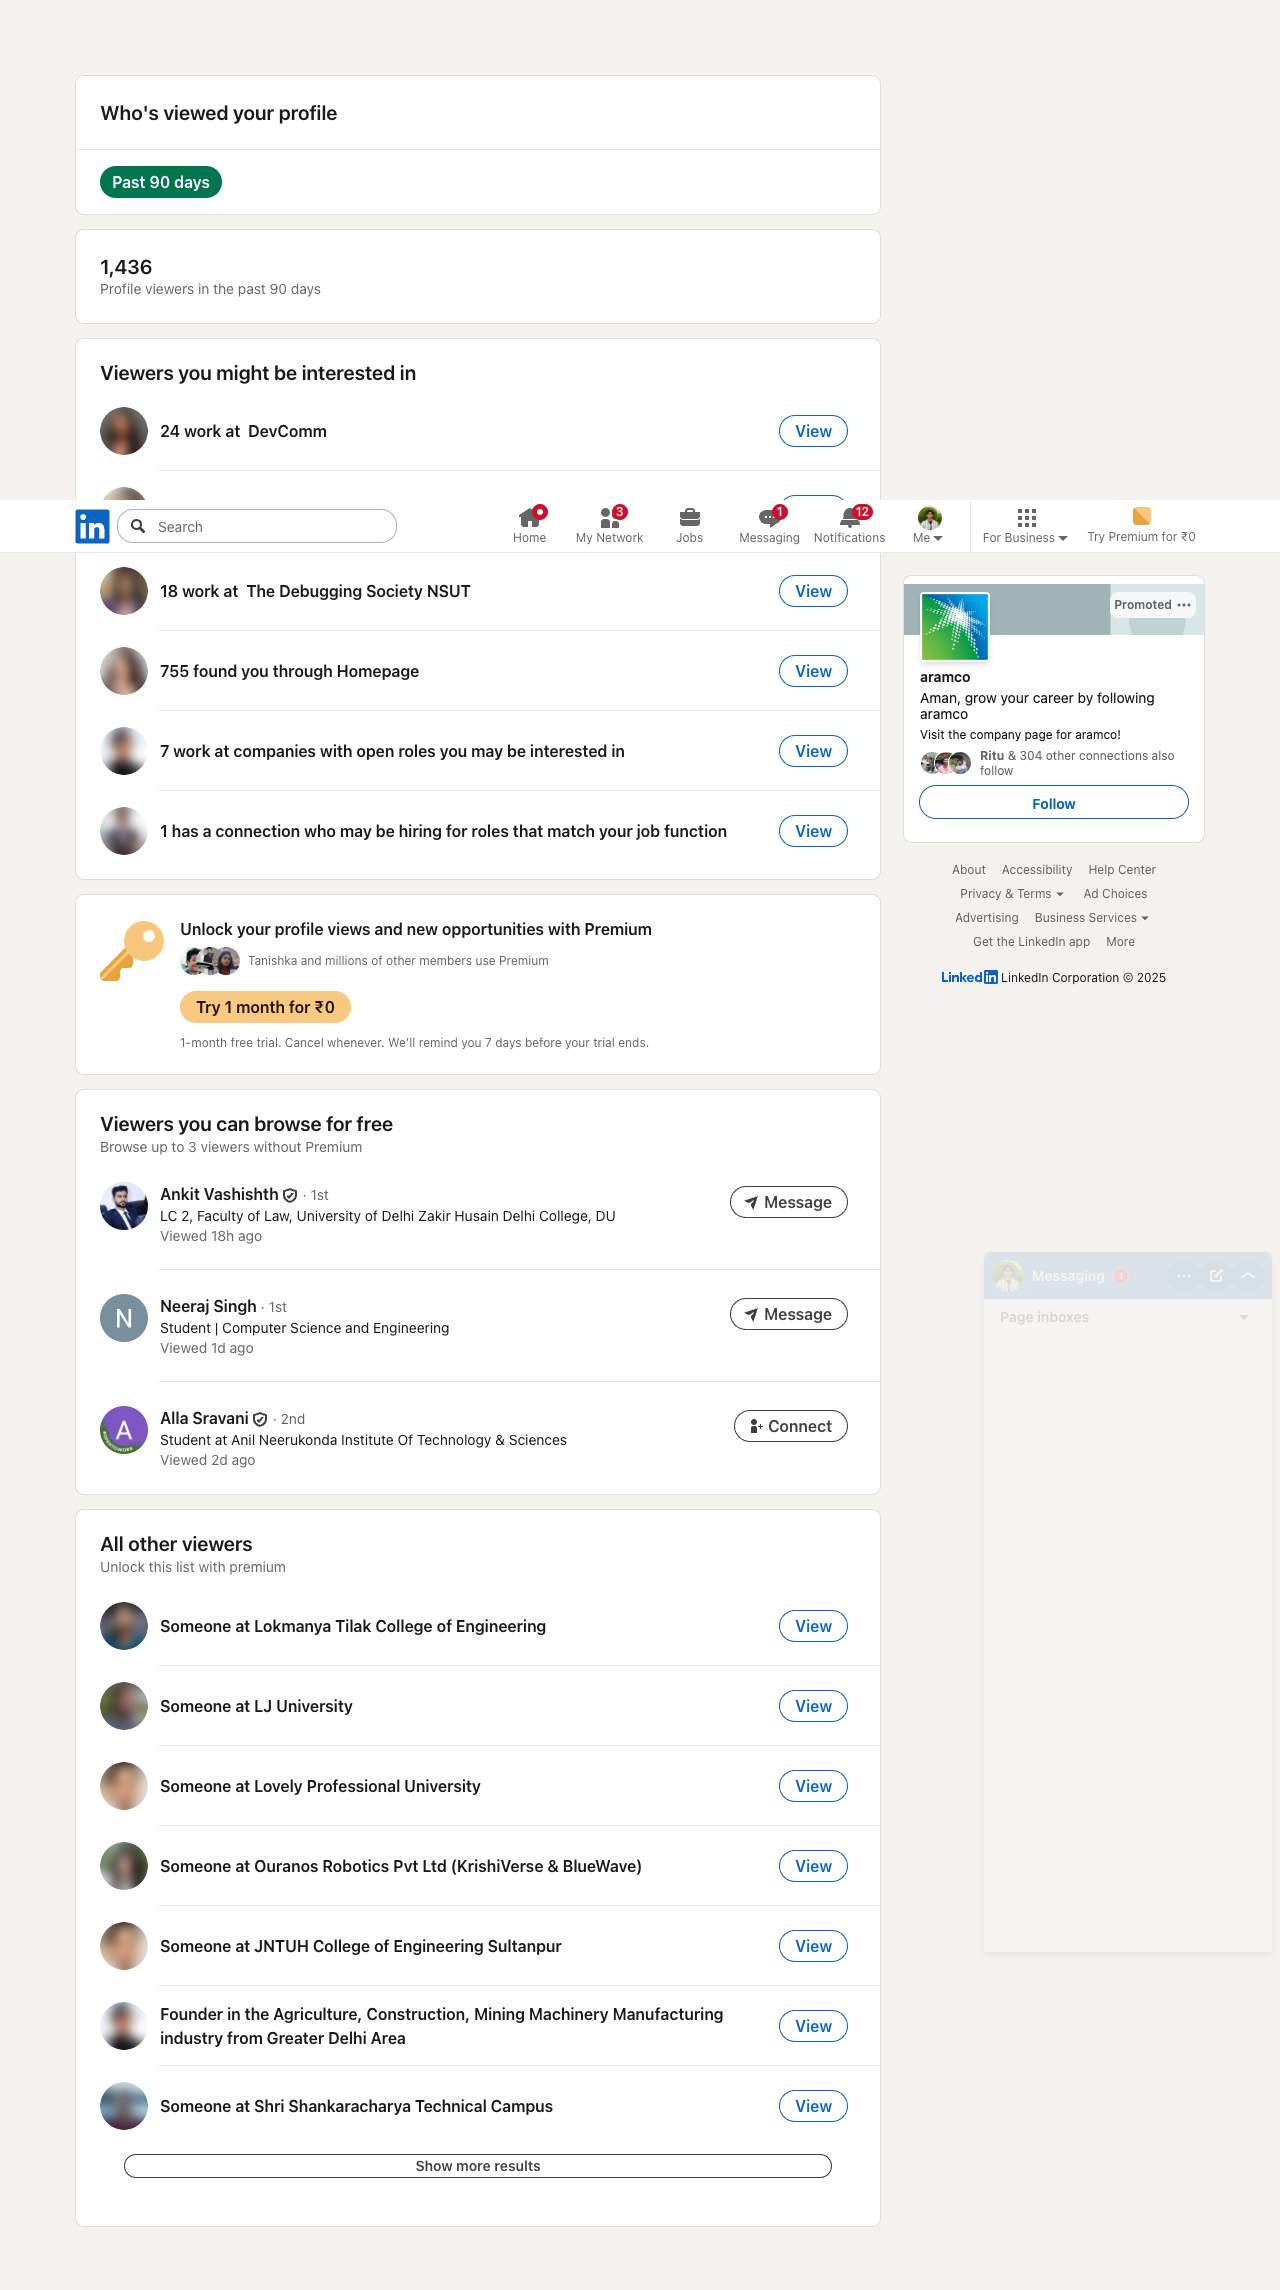 Who's viewed your profile
Past 90 days
1,436
Profile viewers in the past 90 days
Viewers you might be interested in
24 work at DevComm
View
in
Search
Home
3
My Network
Jobs
1
Messaging
12
Notifications
Me
For Business
Try Premium for ₹0
18 work at The Debugging Society NSUT
View
755 found you through Homepage
View
7 work at companies with open roles you may be interested in
View
1 has a connection who may be hiring for roles that match your job function
View
Promoted
aramco
Aman, grow your career by following
aramco
Visit the company page for aramco!
Ritu & 304 other connections also
follow
Follow
About Accessibility Help Center
Privacy & Terms Ad Choices
Advertising Business Services
Get the LinkedIn app More
LinkedIn LinkedIn Corporation © 2025
Unlock your profile views and new opportunities with Premium
Tanishka and millions of other members use Premium
Try 1 month for ₹0
1-month free trial. Cancel whenever. We'll remind you 7 days before your trial ends.
Viewers you can browse for free
Browse up to 3 viewers without Premium
Ankit Vashishth · 1st
LC 2, Faculty of Law, University of Delhi Zakir Husain Delhi College, DU
Viewed 18h ago
Message
N
Neeraj Singh · 1st
Student | Computer Science and Engineering
Viewed 1d ago
Message
A
Alla Sravani · 2nd
Student at Anil Neerukonda Institute Of Technology & Sciences
Viewed 2d ago
Connect
Messaging 1
Page inboxes
All other viewers
Unlock this list with premium
Someone at Lokmanya Tilak College of Engineering
View
Someone at LJ University
View
Someone at Lovely Professional University
View
Someone at Ouranos Robotics Pvt Ltd (KrishiVerse & BlueWave)
View
Someone at JNTUH College of Engineering Sultanpur
View
Founder in the Agriculture, Construction, Mining Machinery Manufacturing
industry from Greater Delhi Area
View
Someone at Shri Shankaracharya Technical Campus
View
Show more results